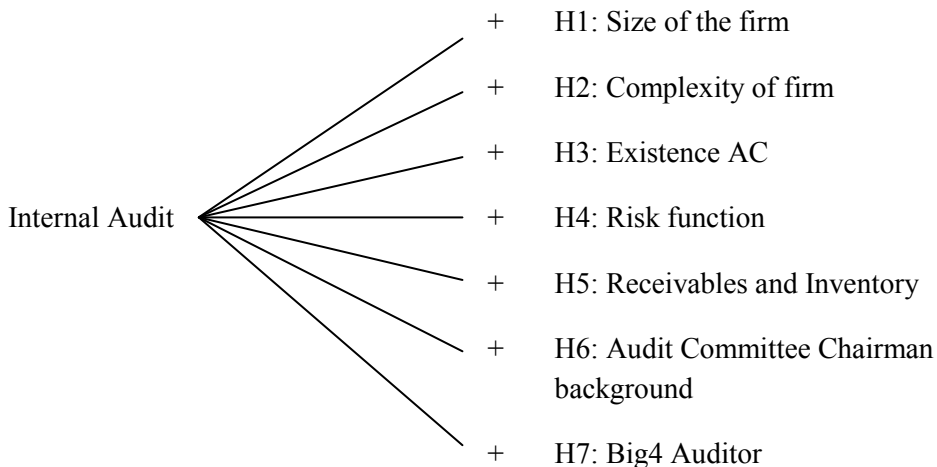 + H1: Size of the firm
+ H2: Complexity of firm
+ H3: Existence AC
Internal Audit + H4: Risk function
+ H5: Receivables and Inventory
+ H6: Audit Committee Chairman
background
+ H7: Big4 Auditor